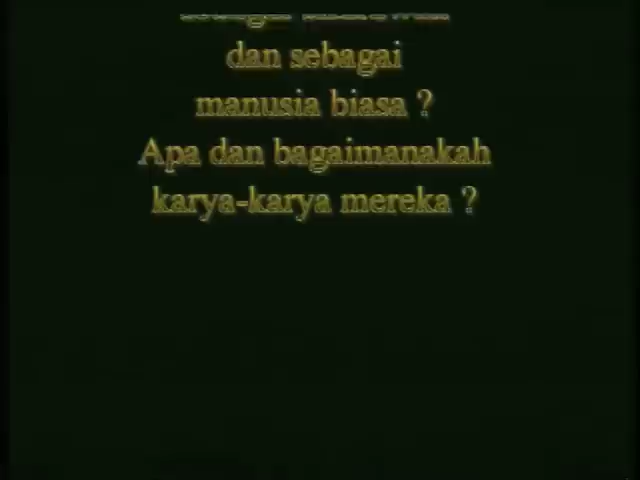 dan sebagai
manusia biasa ?
Apa dan bagaimanakah
karya-karya mereka ?